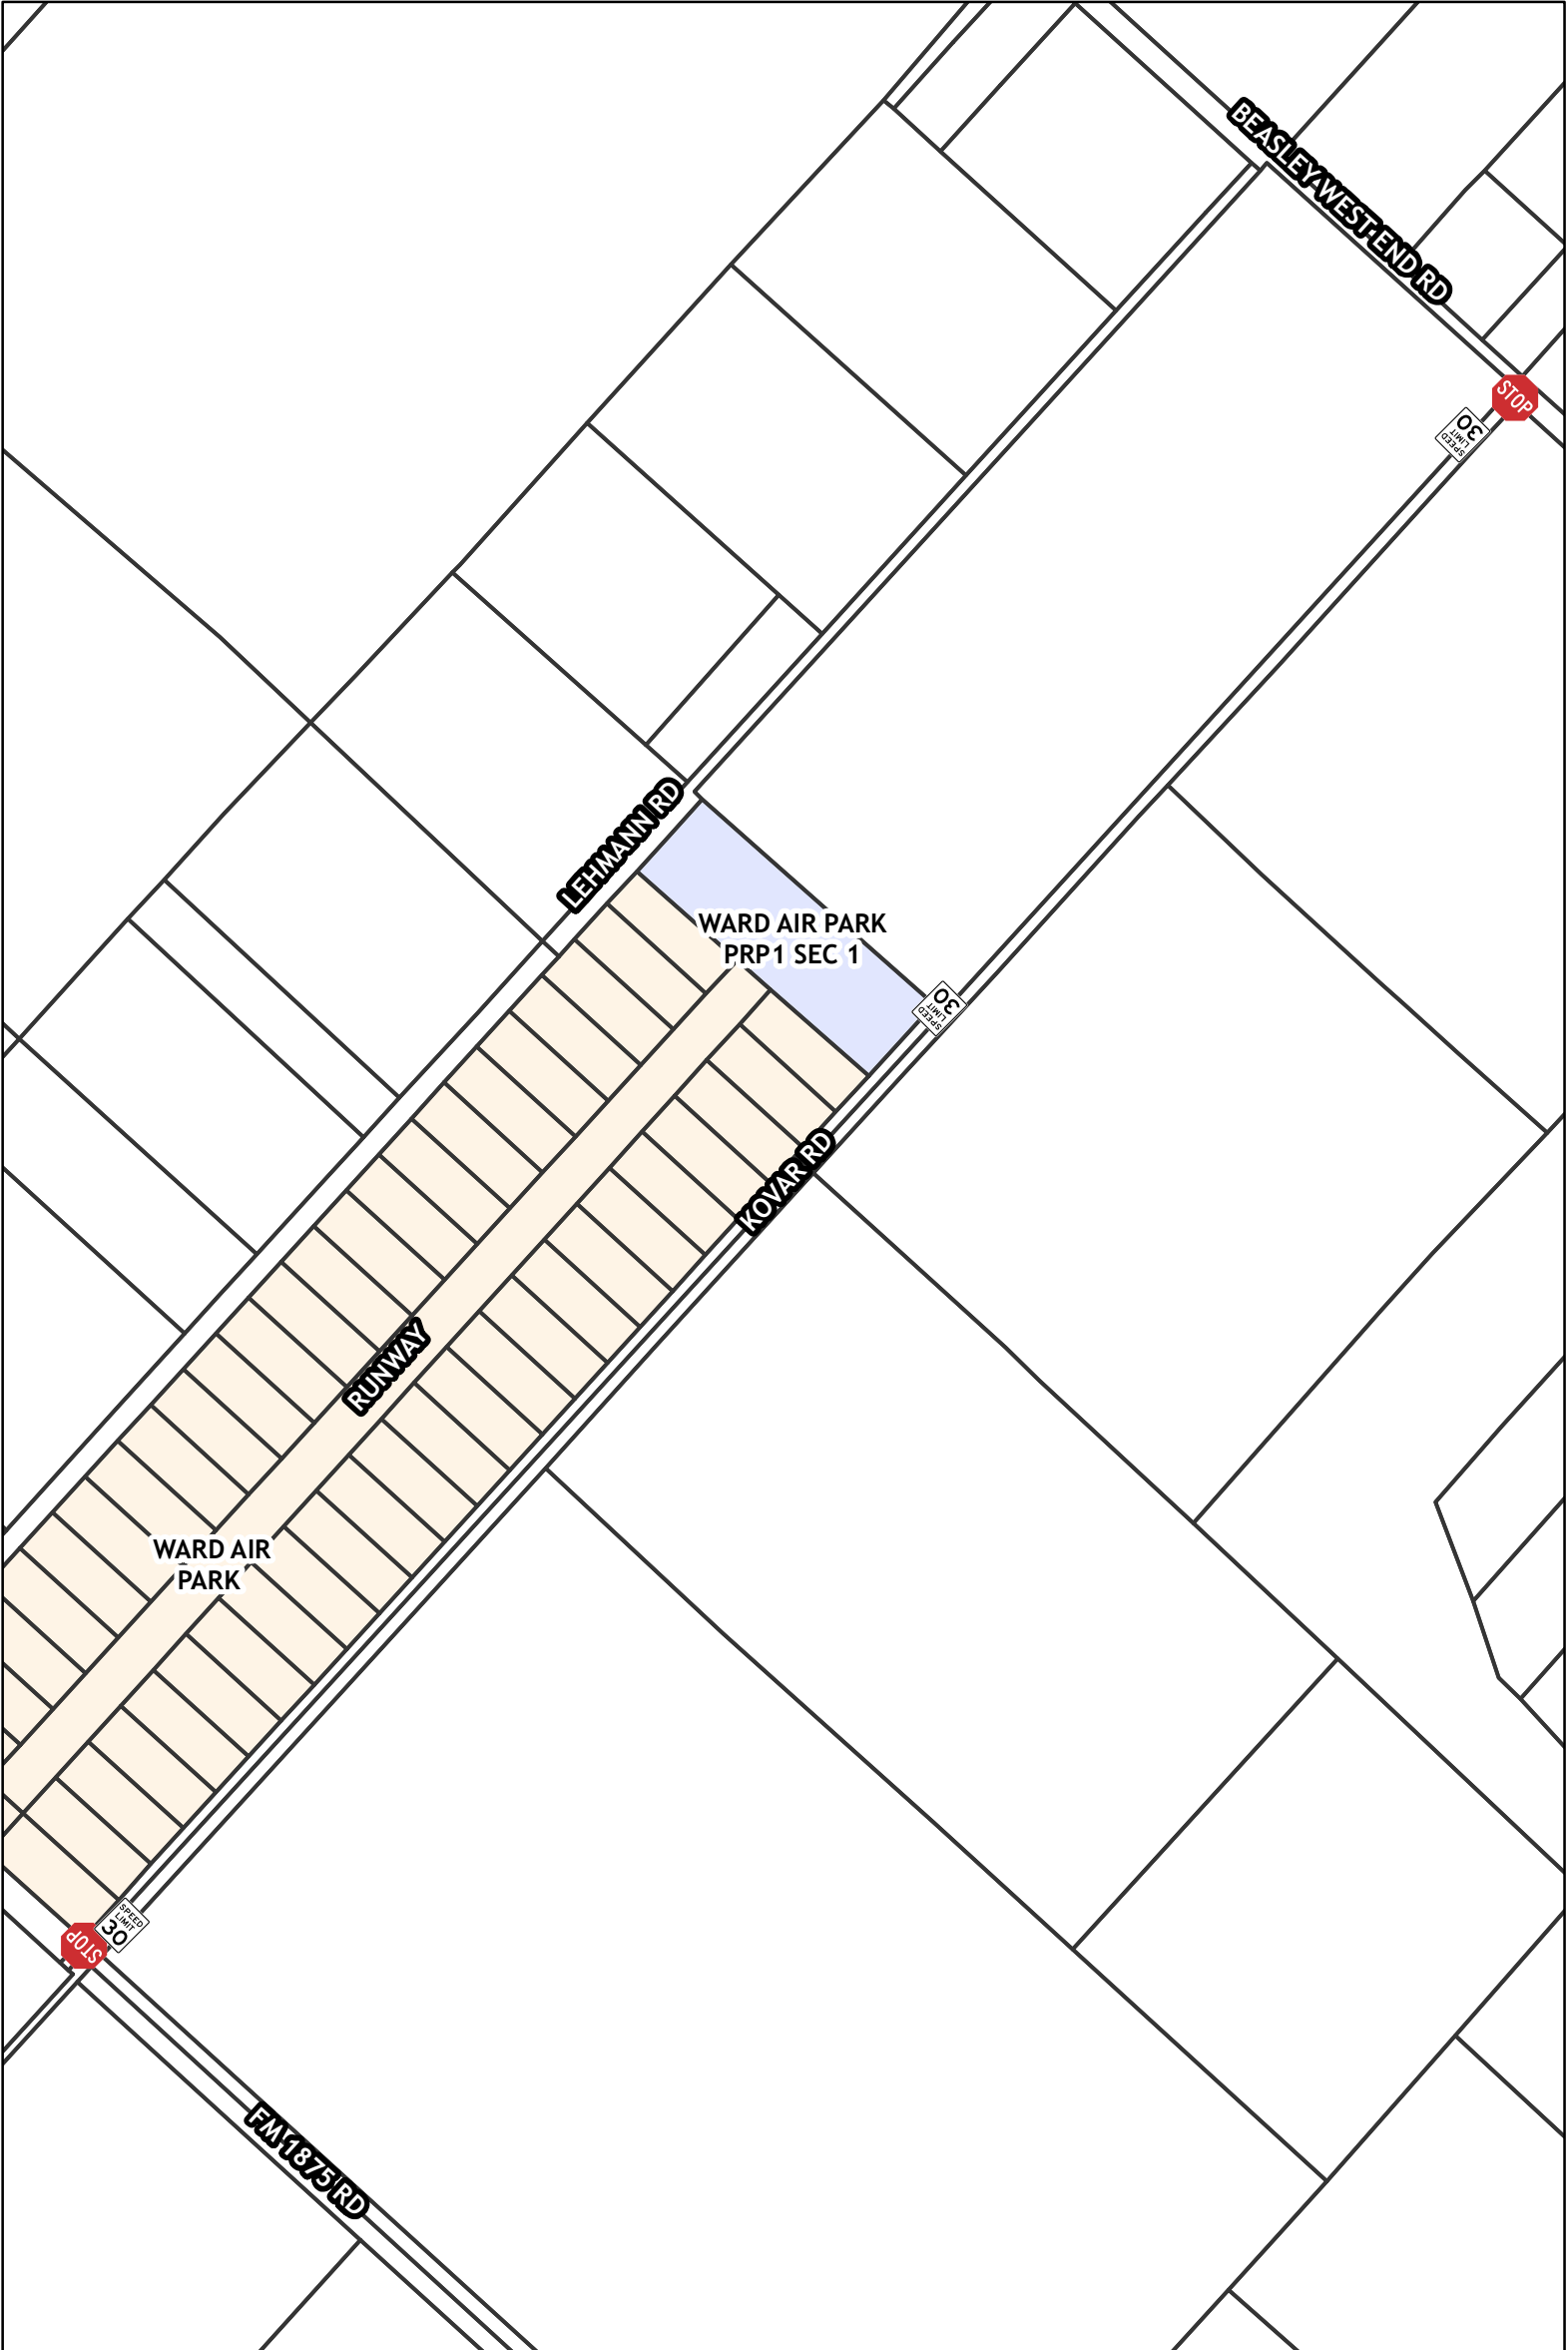 BEASLEY WEST END RD
STOP
SPEED
LIMIT
30
LEHMANN RD
WARD AIR PARK
PRP1 SEC 1
SPEED
LIMIT
30
KOVAR RD
RUNWAY
WARD AIR
PARK
SPEED
LIMIT
30
STOP
FM 1875 RD